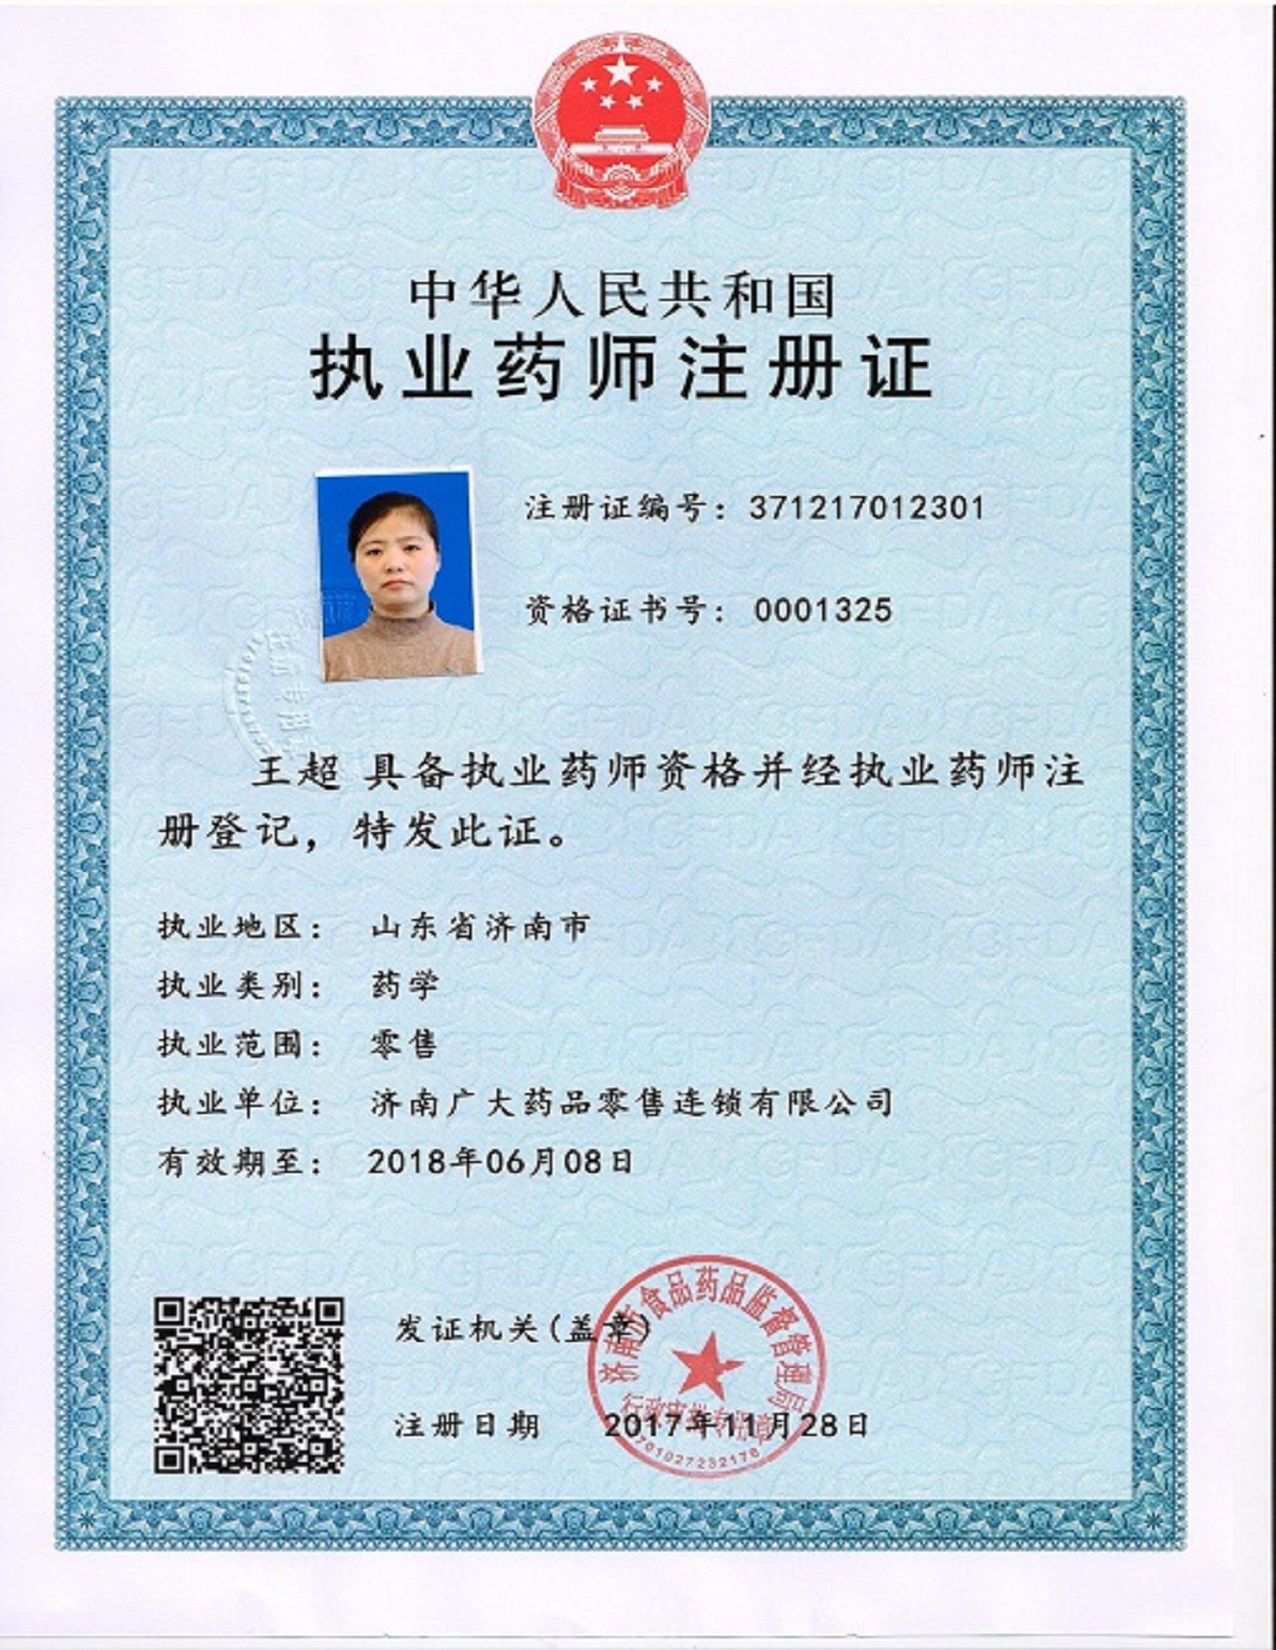 中华人民共和国
执业药师注册证
注册证编号：371217012301
资格证书号：0001325
王超 具备执业药师资格并经执业药师注
册登记，特发此证。
执业地区： 山东省济南市
执业类别： 药学
执业范围： 零售
执业单位： 济南广大药品零售连锁有限公司
有效期至： 2018年06月08日
发证机关(盖章)
济南市食品药品监督管理局
行政审批专用章
注册日期 2017年11月28日